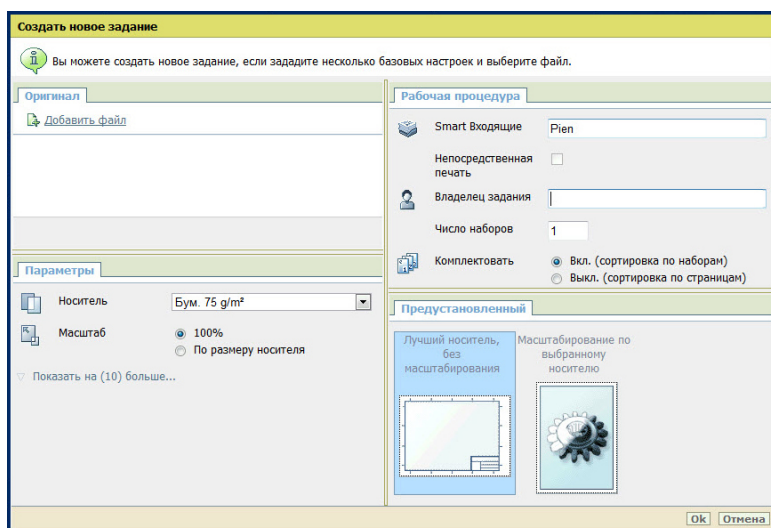 Создать новое задание
Вы можете создать новое задание, если зададите несколько базовых настроек и выберите файл.
Оригинал
Добавить файл
Параметры
Носитель
Бум. 75 g/m²
Масштаб
100%
По размеру носителя
Показать на (10) больше...
Рабочая процедура
Smart Входящие
Pien
Непосредственная
печать
Владелец задания
Число наборов
1
Комплектовать
Вкл. (сортировка по наборам)
Выкл. (сортировка по страницам)
Предустановленный
Лучший носитель,
без
масштабирования
Масштабирование по
выбранному
носителю
Ok
Отмена